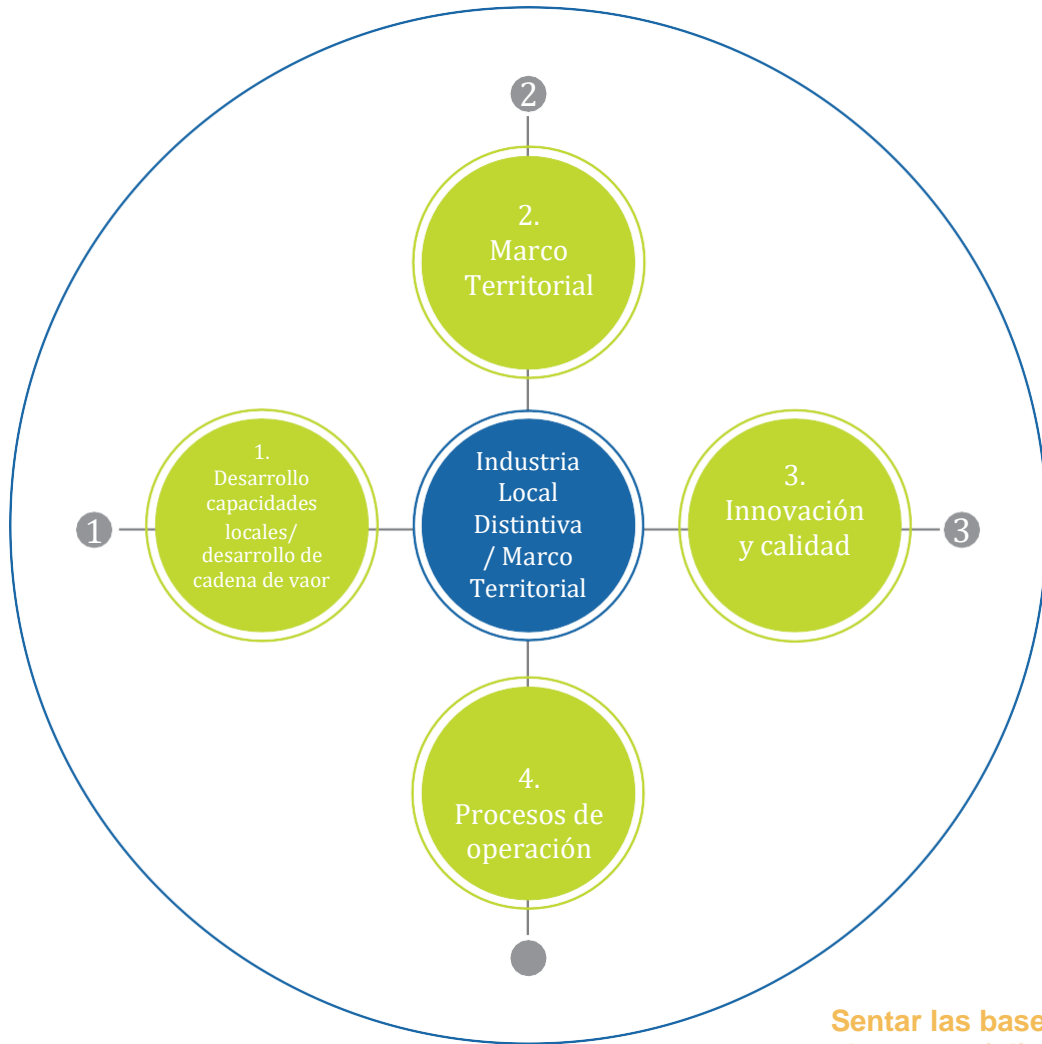 2
2.
Marco
Territorial
1
1.
Desarrollo
capacidades
locales/
desarrollo de
cadena de vaor
Industria
Local
Distintiva
/ Marco
Territorial
3.
Innovación
y calidad
3
4.
Procesos de
operación
Sentar las base